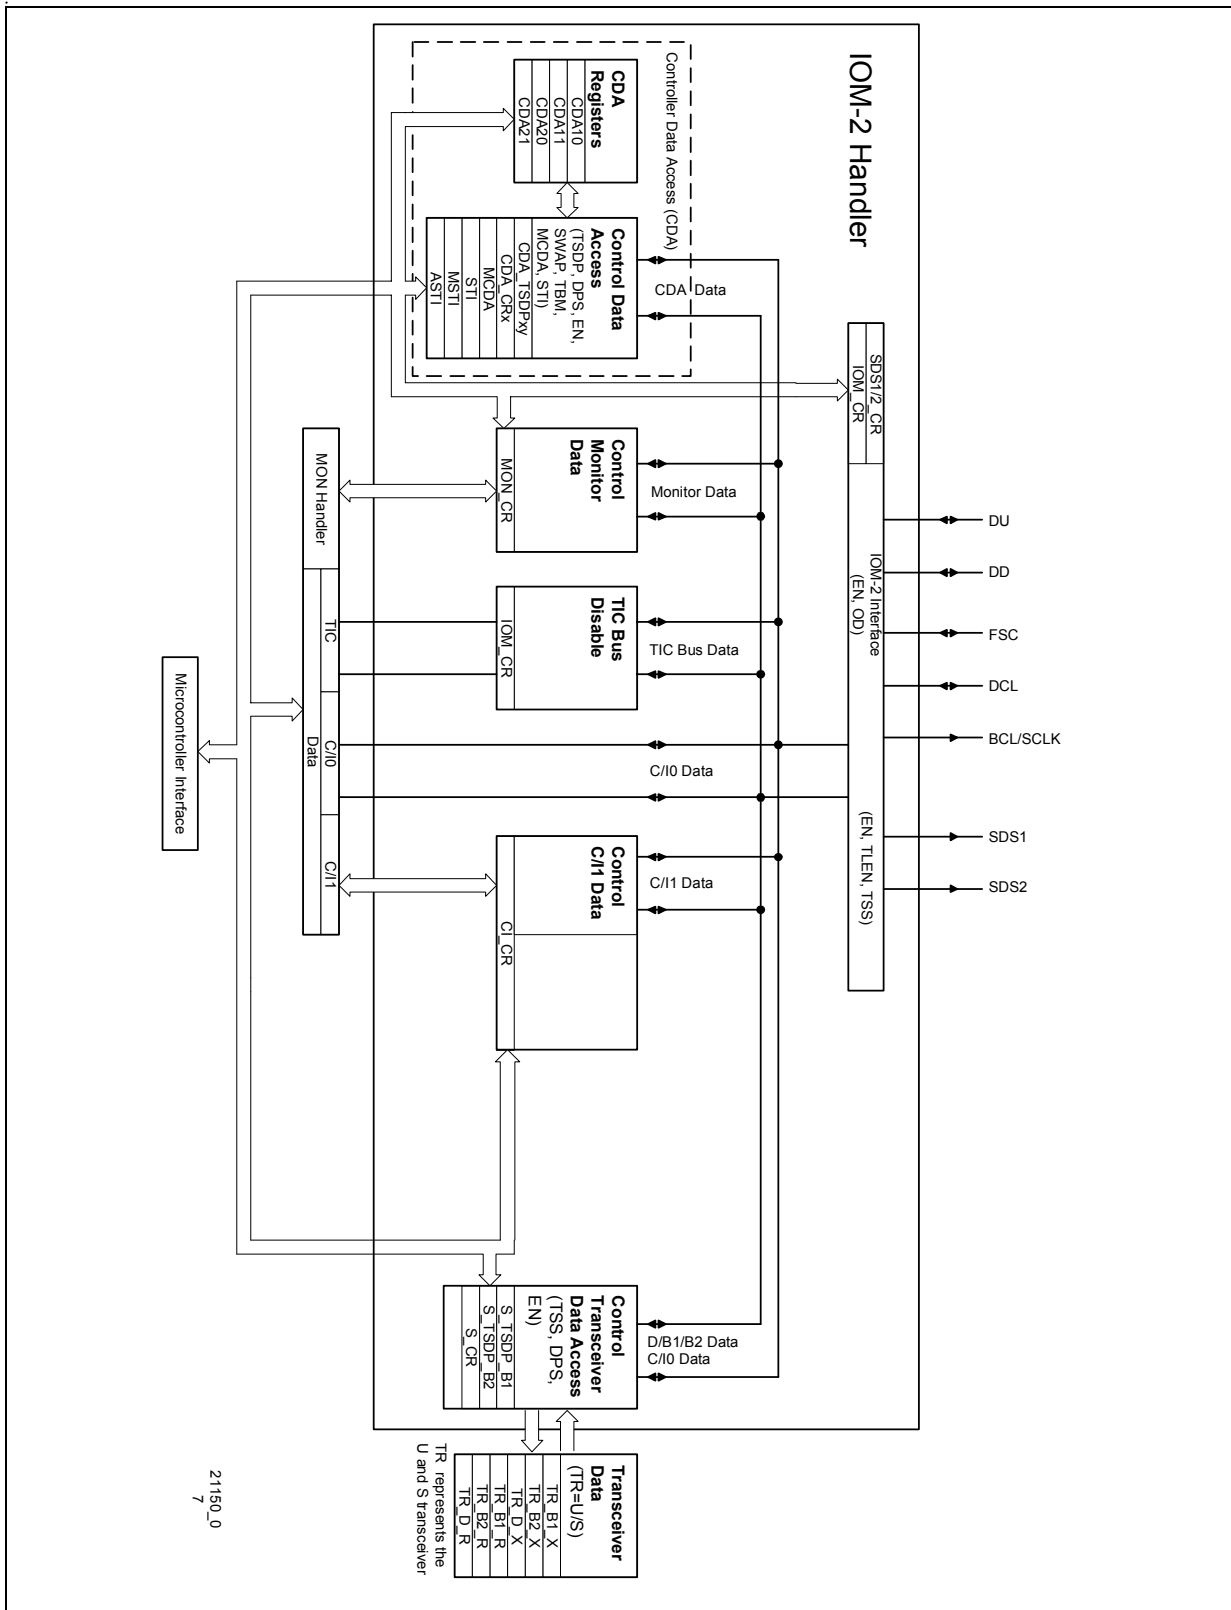 .
IOM-2 Handler
Controller Data Access (CDA)
CDA
Registers
CDA10
CDA11
CDA20
CDA21
Control Data
Access
(TSDP, DPS, EN,
SWAP, TBM,
MCDA, STI)
CDA_TSDPxy
CDA_CRx
MCDA
STI
MSTI
ASTI
CDA Data
SDS1/2_CR
IOM_CR
IOM-2 Interface
(EN, OD)
(EN, TLEN, TSS)
DU
DD
FSC
DCL
BCL/SCLK
SDS1
SDS2
Control
Monitor
Data
MON_CR
Monitor Data
TIC Bus
Disable
IOM_CR
TIC Bus Data
C/I0 Data
Control
C/I1 Data
CI_CR
C/I1 Data
MON Handler
TIC
C/I0
C/I1
Data
Microcontroller Interface
Control
Transceiver
Data Access
(TSS, DPS,
EN)
S_TSDP_B1
S_TSDP_B2
S_CR
D/B1/B2 Data
C/I0 Data
Transceiver
Data
(TR=U/S)
TR_B1_X
TR_B2_X
TR_D_X
TR_B1_R
TR_B2_R
TR_D_R
TR represents the
U and S transceiver
21150_0
7